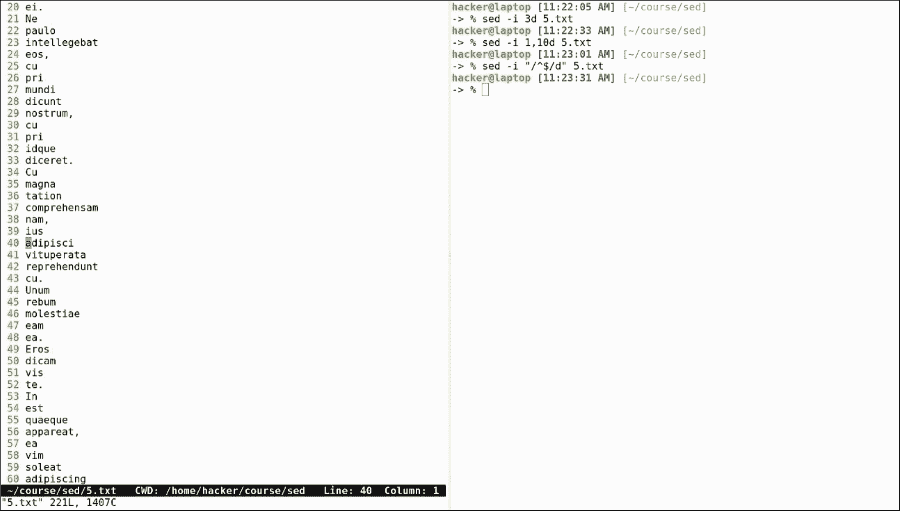 20 ei.
21 Ne
22 paulo
23 intellegebat
24 eos,
25 cu
26 pri
27 mundi
28 dicunt
29 nostrum,
30 cu
31 pri
32 idque
33 diceret.
34 Cu
35 magna
36 tation
37 comprehensam
38 nam,
39 ius
40 adipisci
41 vituperata
42 reprehendunt
43 cu.
44 Unum
45 rebum
46 molestiae
47 eam
48 ea.
49 Eros
50 dicam
51 vis
52 te.
53 In
54 est
55 quaeque
56 appareat,
57 ea
58 vim
59 soleat
60 adipiscing
~/course/sed/5.txt CWD: /home/hacker/course/sed Line: 40 Column: 1
"5.txt" 221L, 1407C
hacker@laptop [11:22:05 AM] [~/course/sed]
-> % sed -i 3d 5.txt
hacker@laptop [11:22:33 AM] [~/course/sed]
-> % sed -i 1,10d 5.txt
hacker@laptop [11:23:01 AM] [~/course/sed]
-> % sed -i "/^$/d" 5.txt
hacker@laptop [11:23:31 AM] [~/course/sed]
-> %